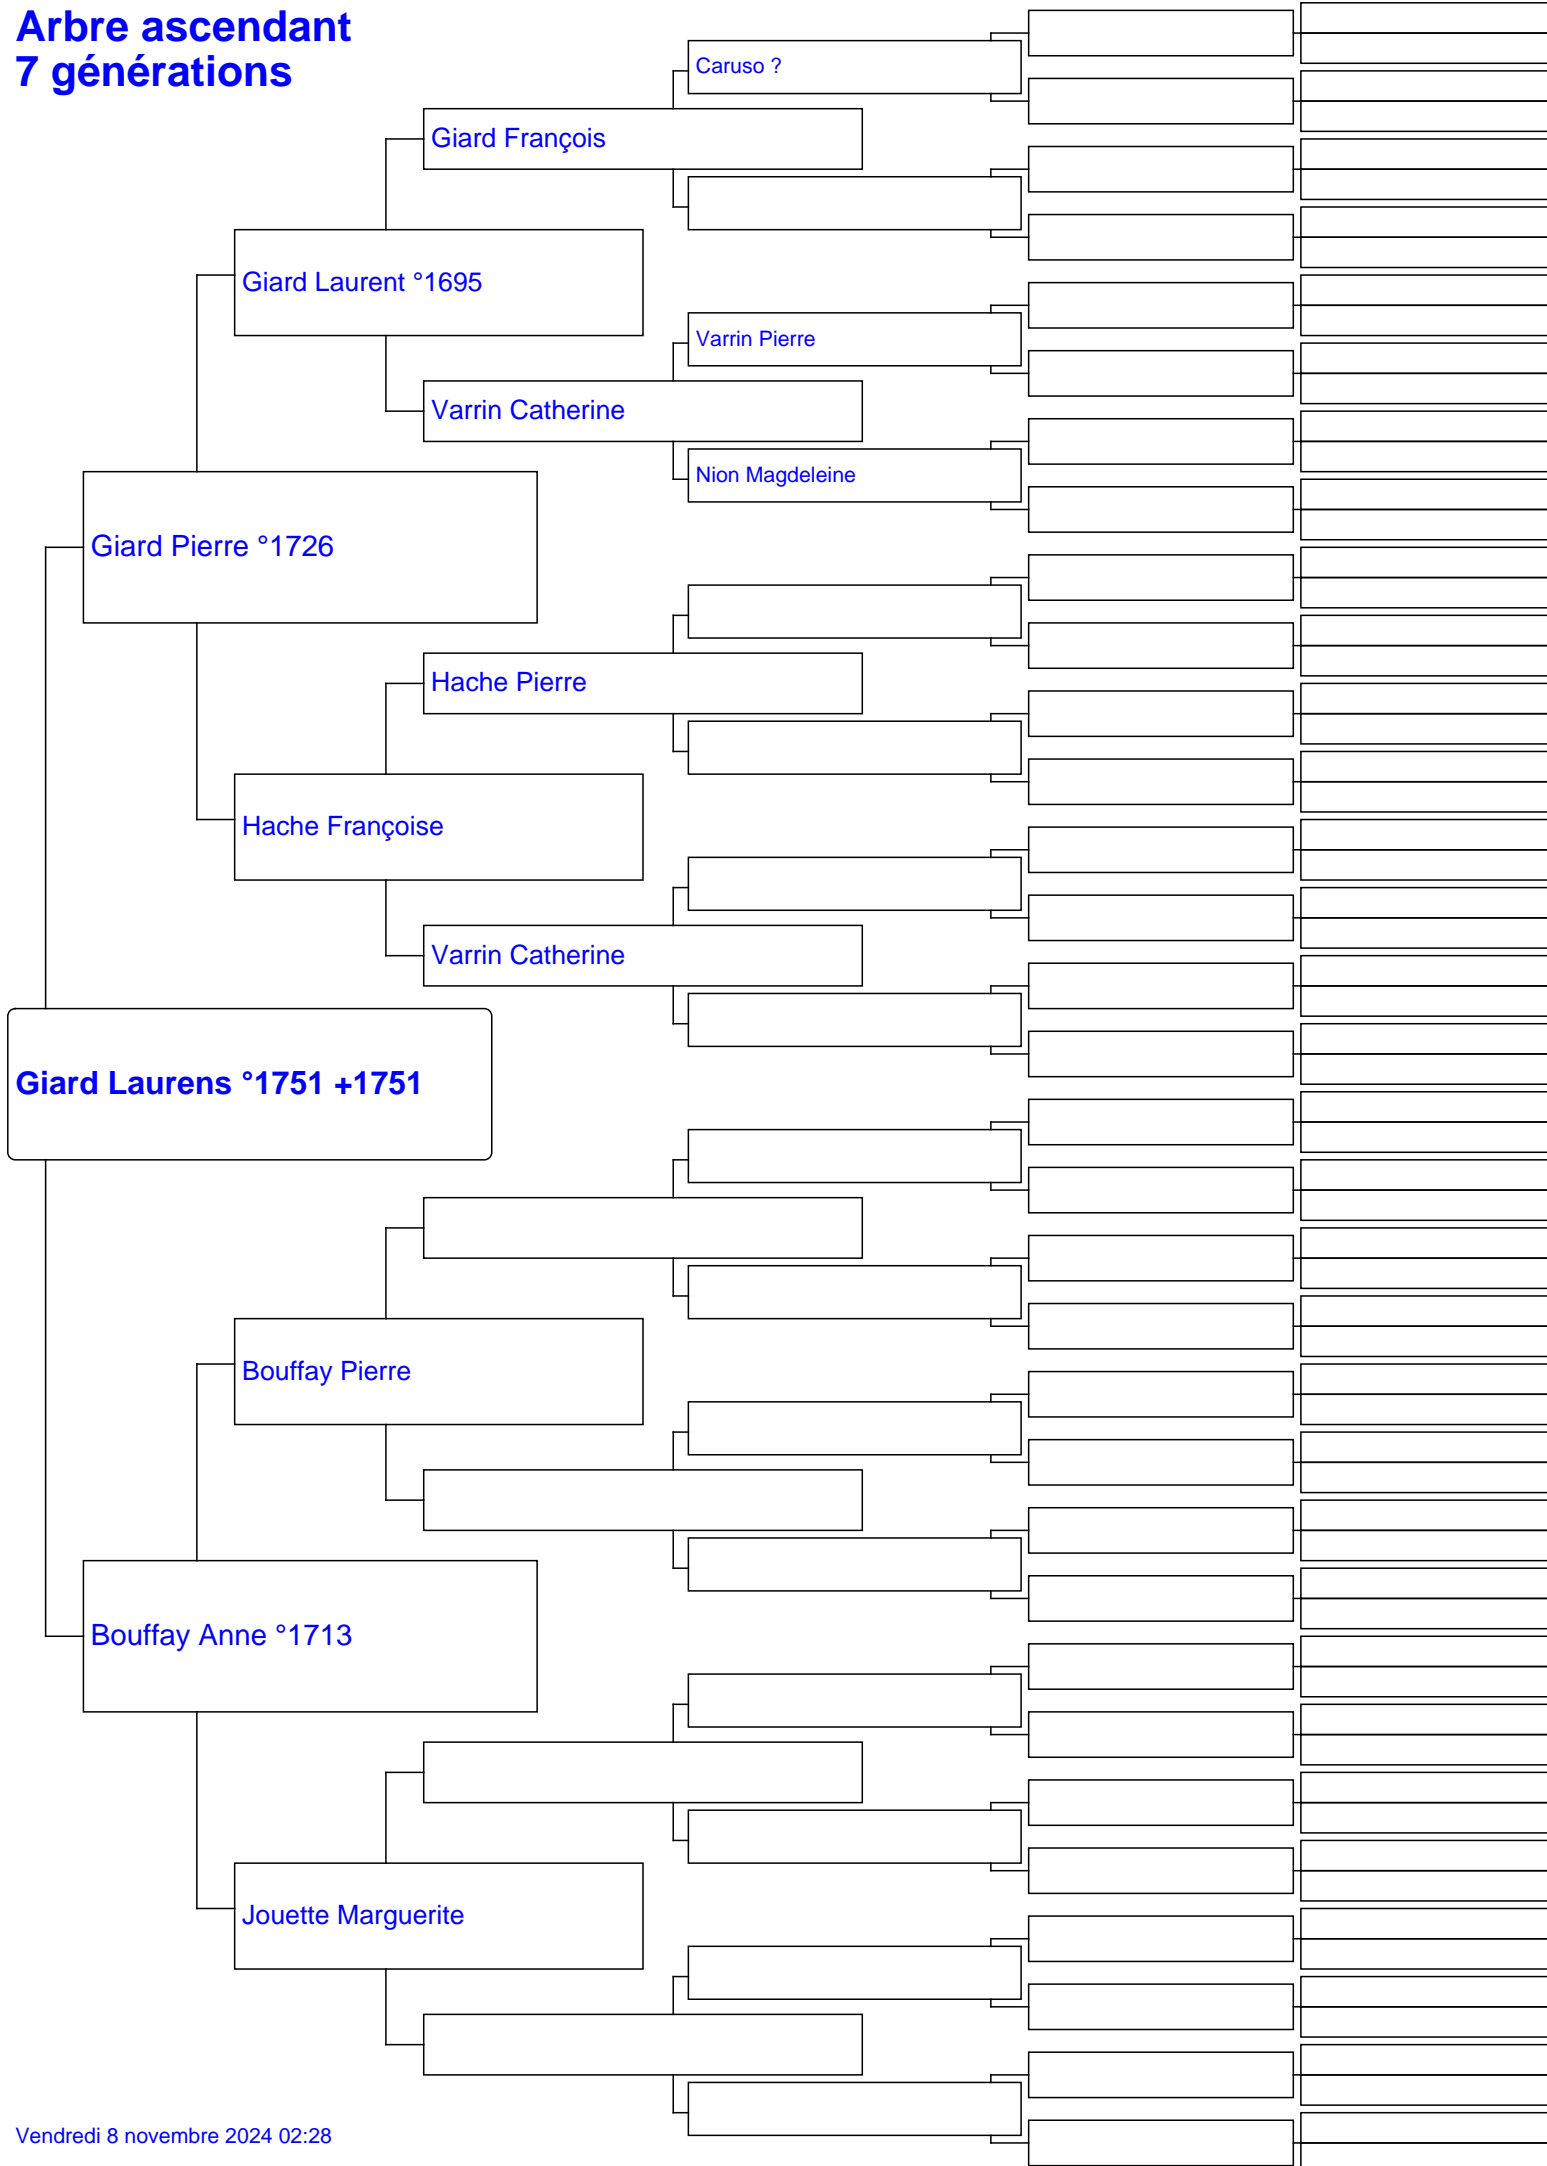 Arbre ascendant
7 générations
Caruso ?
Giard François
Giard Laurent °1695
Varrin Pierre
Varrin Catherine
Nion Magdeleine
Giard Pierre °1726
Hache Pierre
Hache Françoise
Varrin Catherine
Giard Laurens °1751 +1751
Bouffay Pierre
Bouffay Anne °1713
Jouette Marguerite
Vendredi 8 novembre 2024 02:28